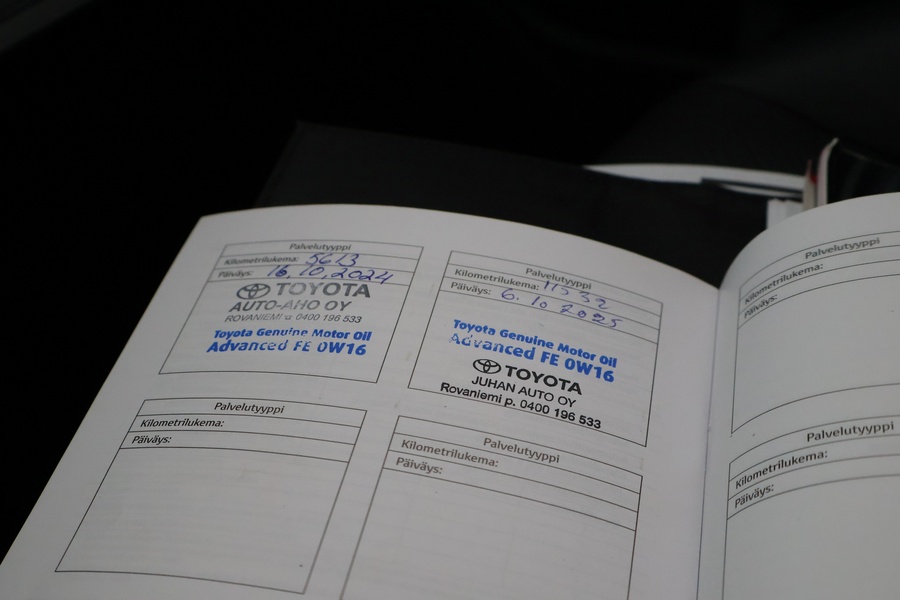 Palvelutyyppi
Kilometrilukema: 5613
Päiväys: 16.10.2024
TOYOTA
AUTO-AHO OY
ROVANIEMI p. 0400 196 533
Toyota Genuine Motor Oil
Advanced FE 0W16
Palvelutyyppi
Kilometrilukema: 11532
Päiväys: 6.10 2025
Toyota Genuine Motor Oil
Advanced FE 0W16
TOYOTA
JUHAN AUTO OY
Rovaniemi p. 0400 196 533
Palvelutyyppi
Kilometrilukema:
Päiväys:
Palvelutyyppi
Kilometrilukema:
Päiväys:
Palvelutyyppi
Kilometrilukema:
Päiväys:
Palvelutyyppi
Kilometrilukema:
Päiväys: